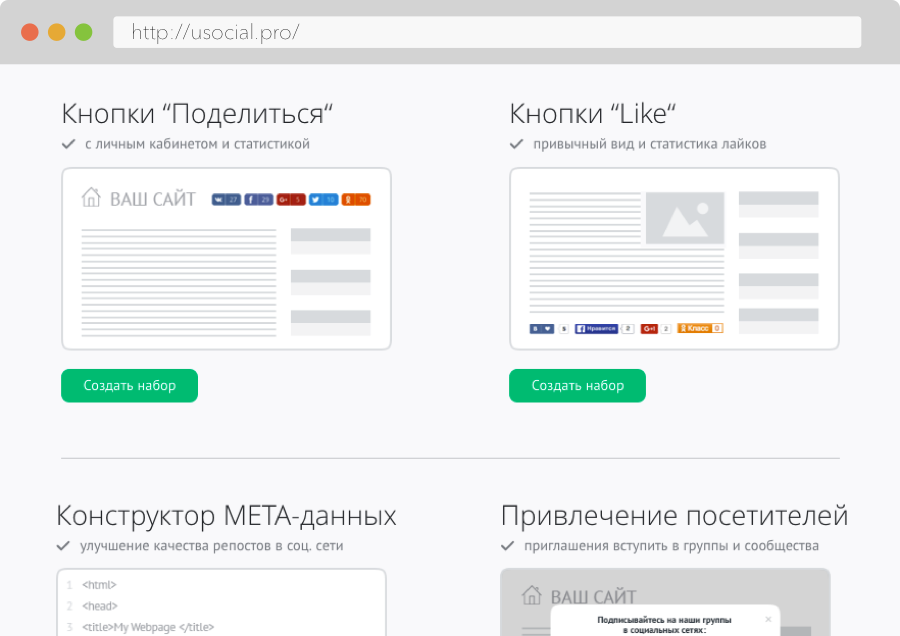 http://usocial.pro/
Кнопки “Поделиться“
с личным кабинетом и статистикой
ВАШ САЙТ 27 29 5 10 70
Создать набор
Кнопки “Like“
привычный вид и статистика лайков
В 5 Нравится 2 G+1 2 Класс 0
Создать набор
Конструктор META-данных
улучшение качества репостов в соц. сети
1 <html>
2 <head>
3 <title>My Webpage </title>
Привлечение посетителей
приглашения вступить в группы и сообщества
ВАШ САЙТ
Подписывайтесь на наши группы
в социальных сетях: